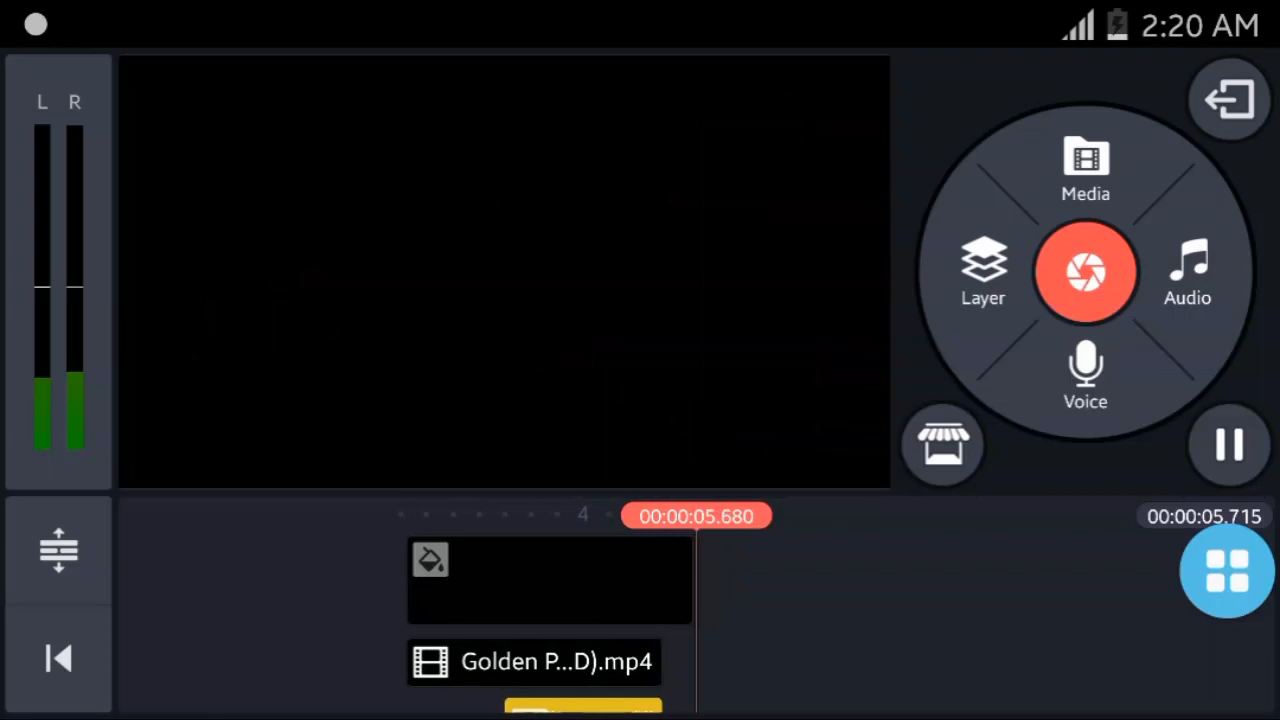 2:20 AM
L R
Media
Layer
Audio
Voice
4
00:00:05.680
00:00:05.715
Golden P...D).mp4